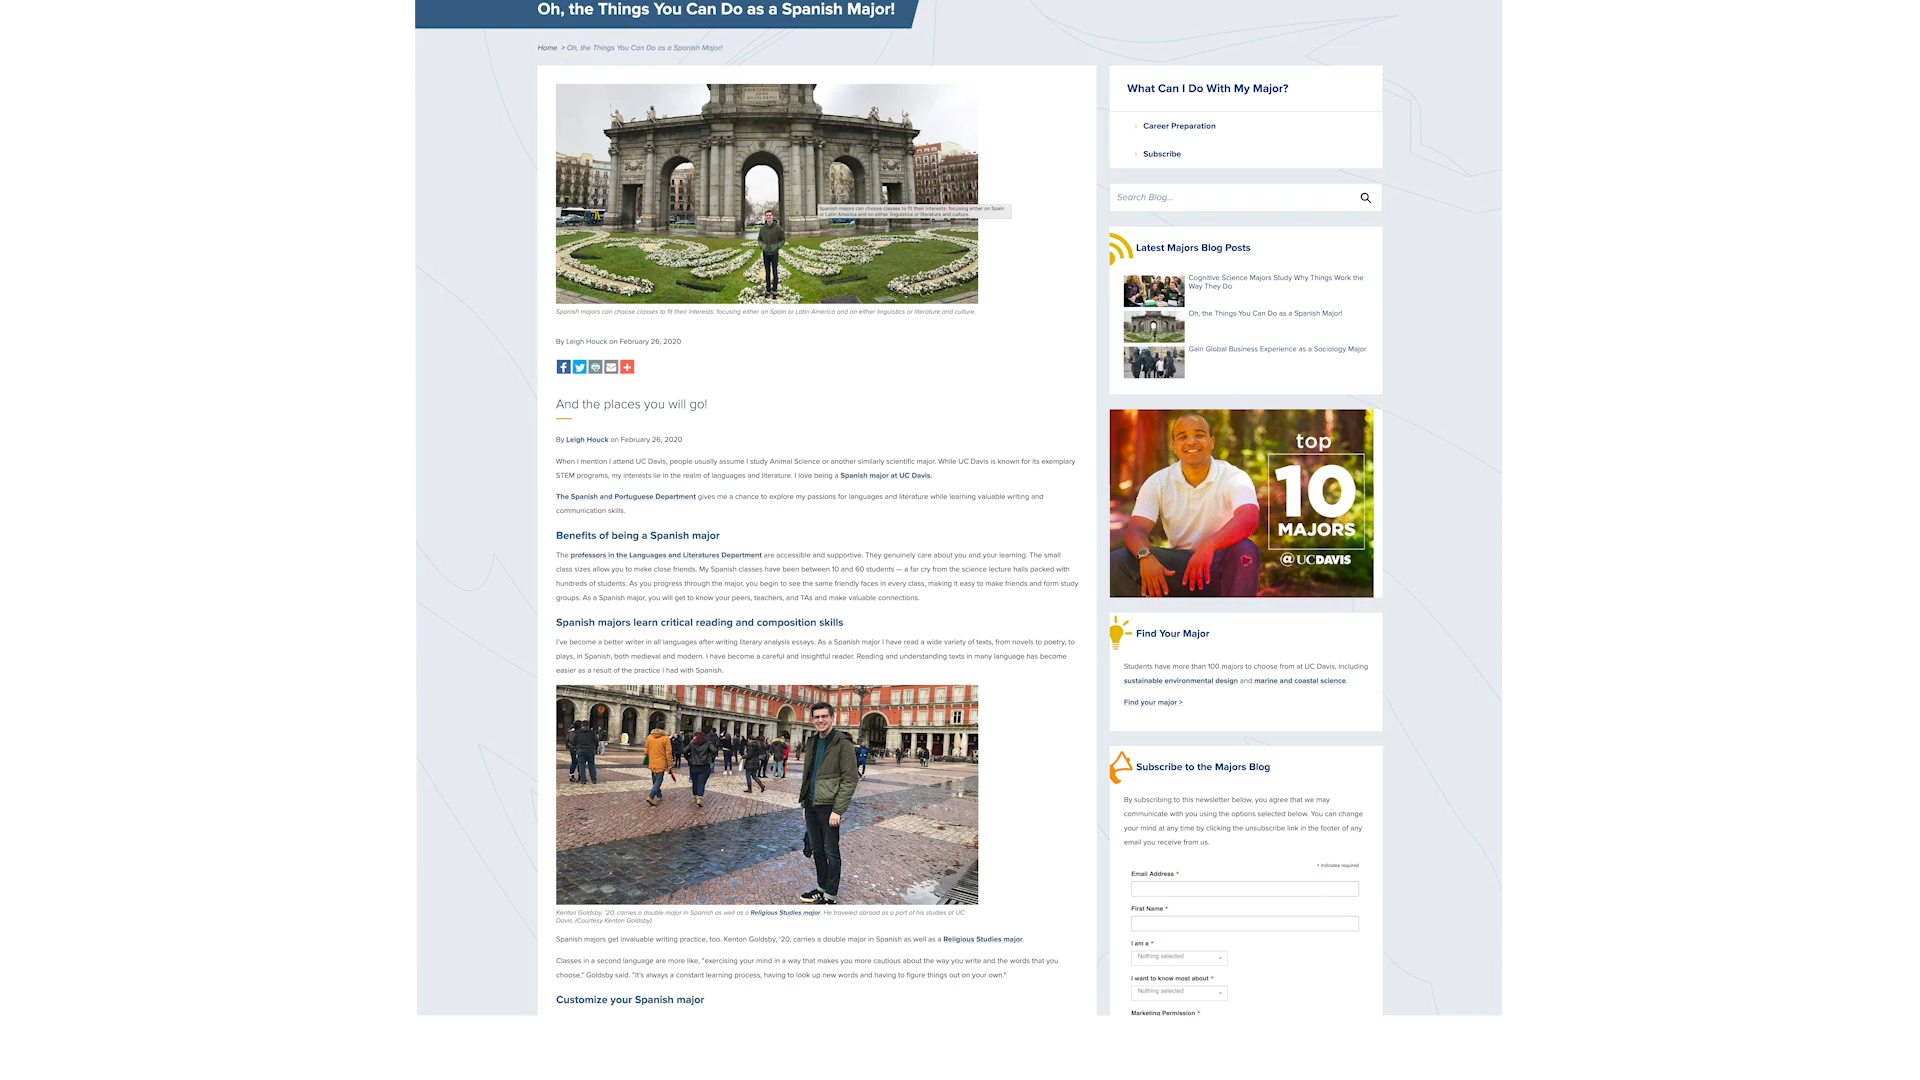 Oh, the Things You Can Do as a Spanish Major!
Home > Oh, the Things You Can Do as a Spanish Major!
Spanish majors can choose classes to fit their interests: focusing either on Spain
or Latin America and on either linguistics or literature and culture.
Spanish majors can choose classes to fit their interests: focusing either on Spain or Latin America and on either linguistics or literature and culture.
By Leigh Houck on February 26, 2020
And the places you will go!
By Leigh Houck on February 26, 2020
When I mention I attend UC Davis, people usually assume I study Animal Science or another similarly scientific major. While UC Davis is known for its exemplary
STEM programs, my interests lie in the realm of languages and literature. I love being a Spanish major at UC Davis.
The Spanish and Portuguese Department gives me a chance to explore my passions for languages and literature while learning valuable writing and
communication skills.
Benefits of being a Spanish major
The professors in the Languages and Literatures Department are accessible and supportive. They genuinely care about you and your learning. The small
class sizes allow you to make close friends. My Spanish classes have been between 10 and 60 students — a far cry from the science lecture halls packed with
hundreds of students. As you progress through the major, you begin to see the same friendly faces in every class, making it easy to make friends and form study
groups. As a Spanish major, you will get to know your peers, teachers, and TAs and make valuable connections.
Spanish majors learn critical reading and composition skills
I've become a better writer in all languages after writing literary analysis essays. As a Spanish major I have read a wide variety of texts, from novels to poetry, to
plays, in Spanish, both medieval and modern. I have become a careful and insightful reader. Reading and understanding texts in many language has become
easier as a result of the practice I had with Spanish.
Kenton Goldsby, '20, carries a double major in Spanish as well as a Religious Studies major. He traveled abroad as a part of his studies at UC
Davis. (Courtesy Kenton Goldsby)
Spanish majors get invaluable writing practice, too. Kenton Goldsby, '20, carries a double major in Spanish as well as a Religious Studies major.
Classes in a second language are more like, "exercising your mind in a way that makes you more cautious about the way you write and the words that you
choose," Goldsby said. "It's always a constant learning process, having to look up new words and having to figure things out on your own."
Customize your Spanish major
What Can I Do With My Major?
Career Preparation
Subscribe
Search Blog...
Latest Majors Blog Posts
Cognitive Science Majors Study Why Things Work the
Way They Do
Oh, the Things You Can Do as a Spanish Major!
Gain Global Business Experience as a Sociology Major
top
10
MAJORS
@UCDAVIS
Find Your Major
Students have more than 100 majors to choose from at UC Davis, including
sustainable environmental design and marine and coastal science.
Find your major >
Subscribe to the Majors Blog
By subscribing to this newsletter below, you agree that we may
communicate with you using the options selected below. You can change
your mind at any time by clicking the unsubscribe link in the footer of any
email you receive from us.
* indicates required
Email Address *
First Name *
I am a *
Nothing selected
I want to know most about *
Nothing selected
Marketing Permission *